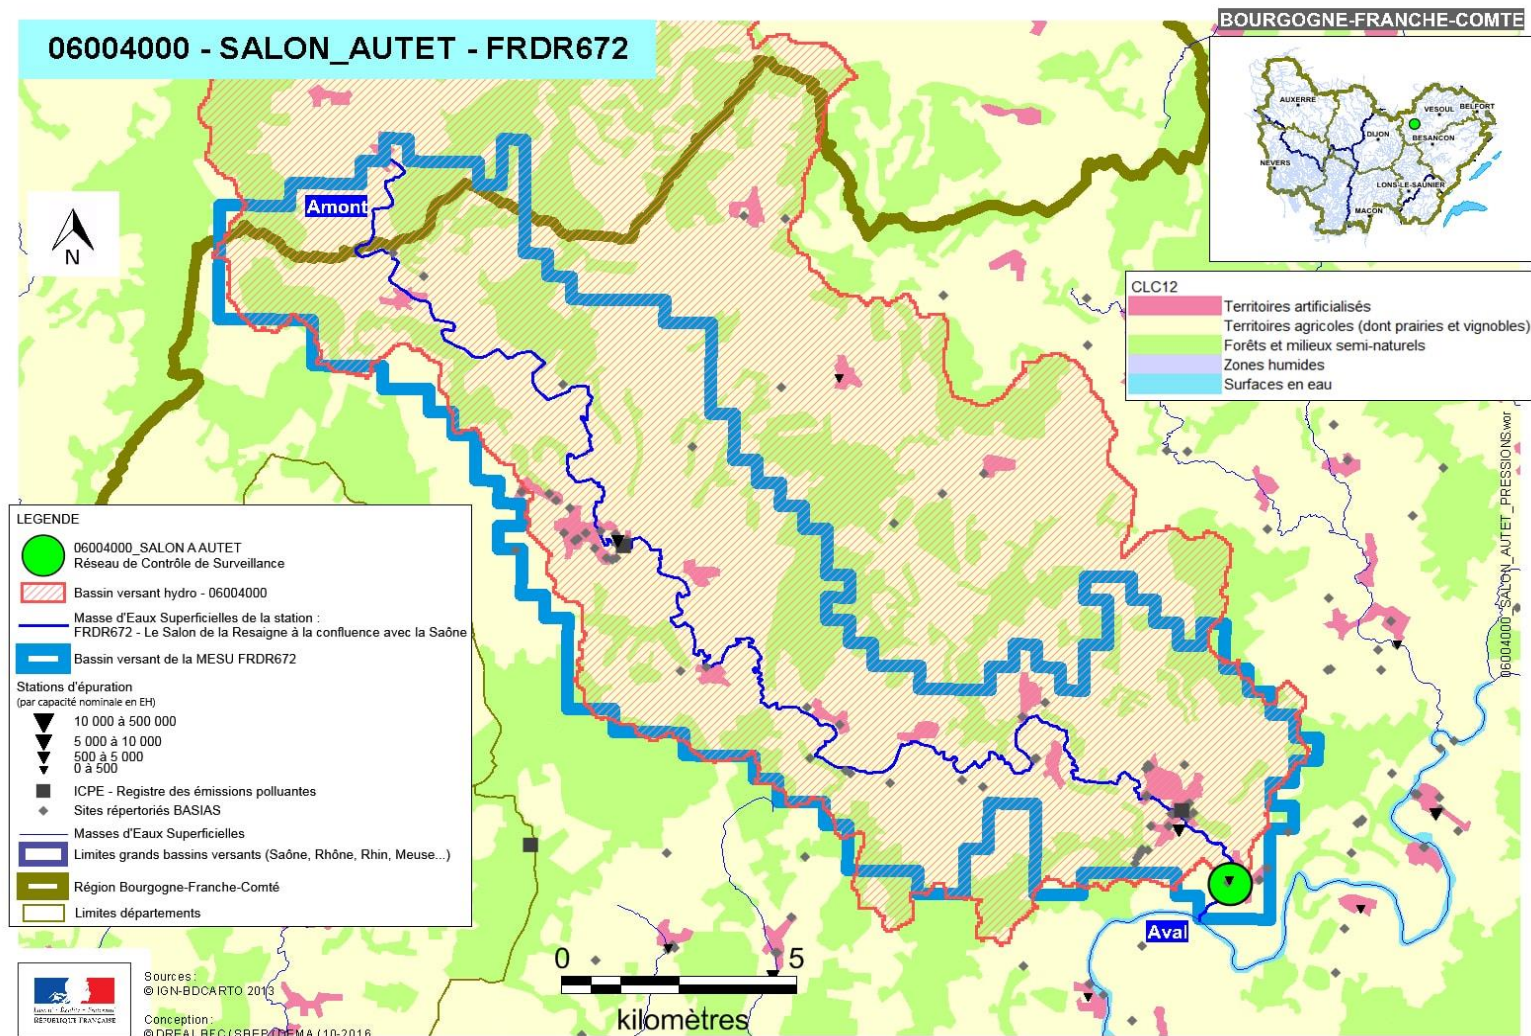 BOURGOGNE-FRANCHE-COMTE
06004000 - SALON_AUTET - FRDR672
AUXERRE
VESOUL
BELFORT
DIJON
BESANCON
NEVERS
LONS-LE-SAUNIER
MACON
Amont
N
CLC12
Territoires artificialisés
Territoires agricoles (dont prairies et vignobles)
Forêts et milieux semi-naturels
Zones humides
Surfaces en eau
06004000_SALON_AUTET_PRESSIONS.wor
LEGENDE
06004000_SALON A AUTET
Réseau de Contrôle de Surveillance
Bassin versant hydro - 06004000
Masse d'Eaux Superficielles de la station :
FRDR672 - Le Salon de la Resaigne à la confluence avec la Saône
Bassin versant de la MESU FRDR672
Stations d'épuration
(par capacité nominale en EH)
10 000 à 500 000
5 000 à 10 000
500 à 5 000
0 à 500
ICPE - Registre des émissions polluantes
Sites répertoriés BASIAS
Masses d'Eaux Superficielles
Limites grands bassins versants (Saône, Rhône, Rhin, Meuse...)
Région Bourgogne-Franche-Comté
Limites départements
Aval
0 5
kilomètres
Liberté • Égalité • Fraternité
RÉPUBLIQUE FRANÇAISE
Sources :
© IGN-BDCARTO 2013
Conception :